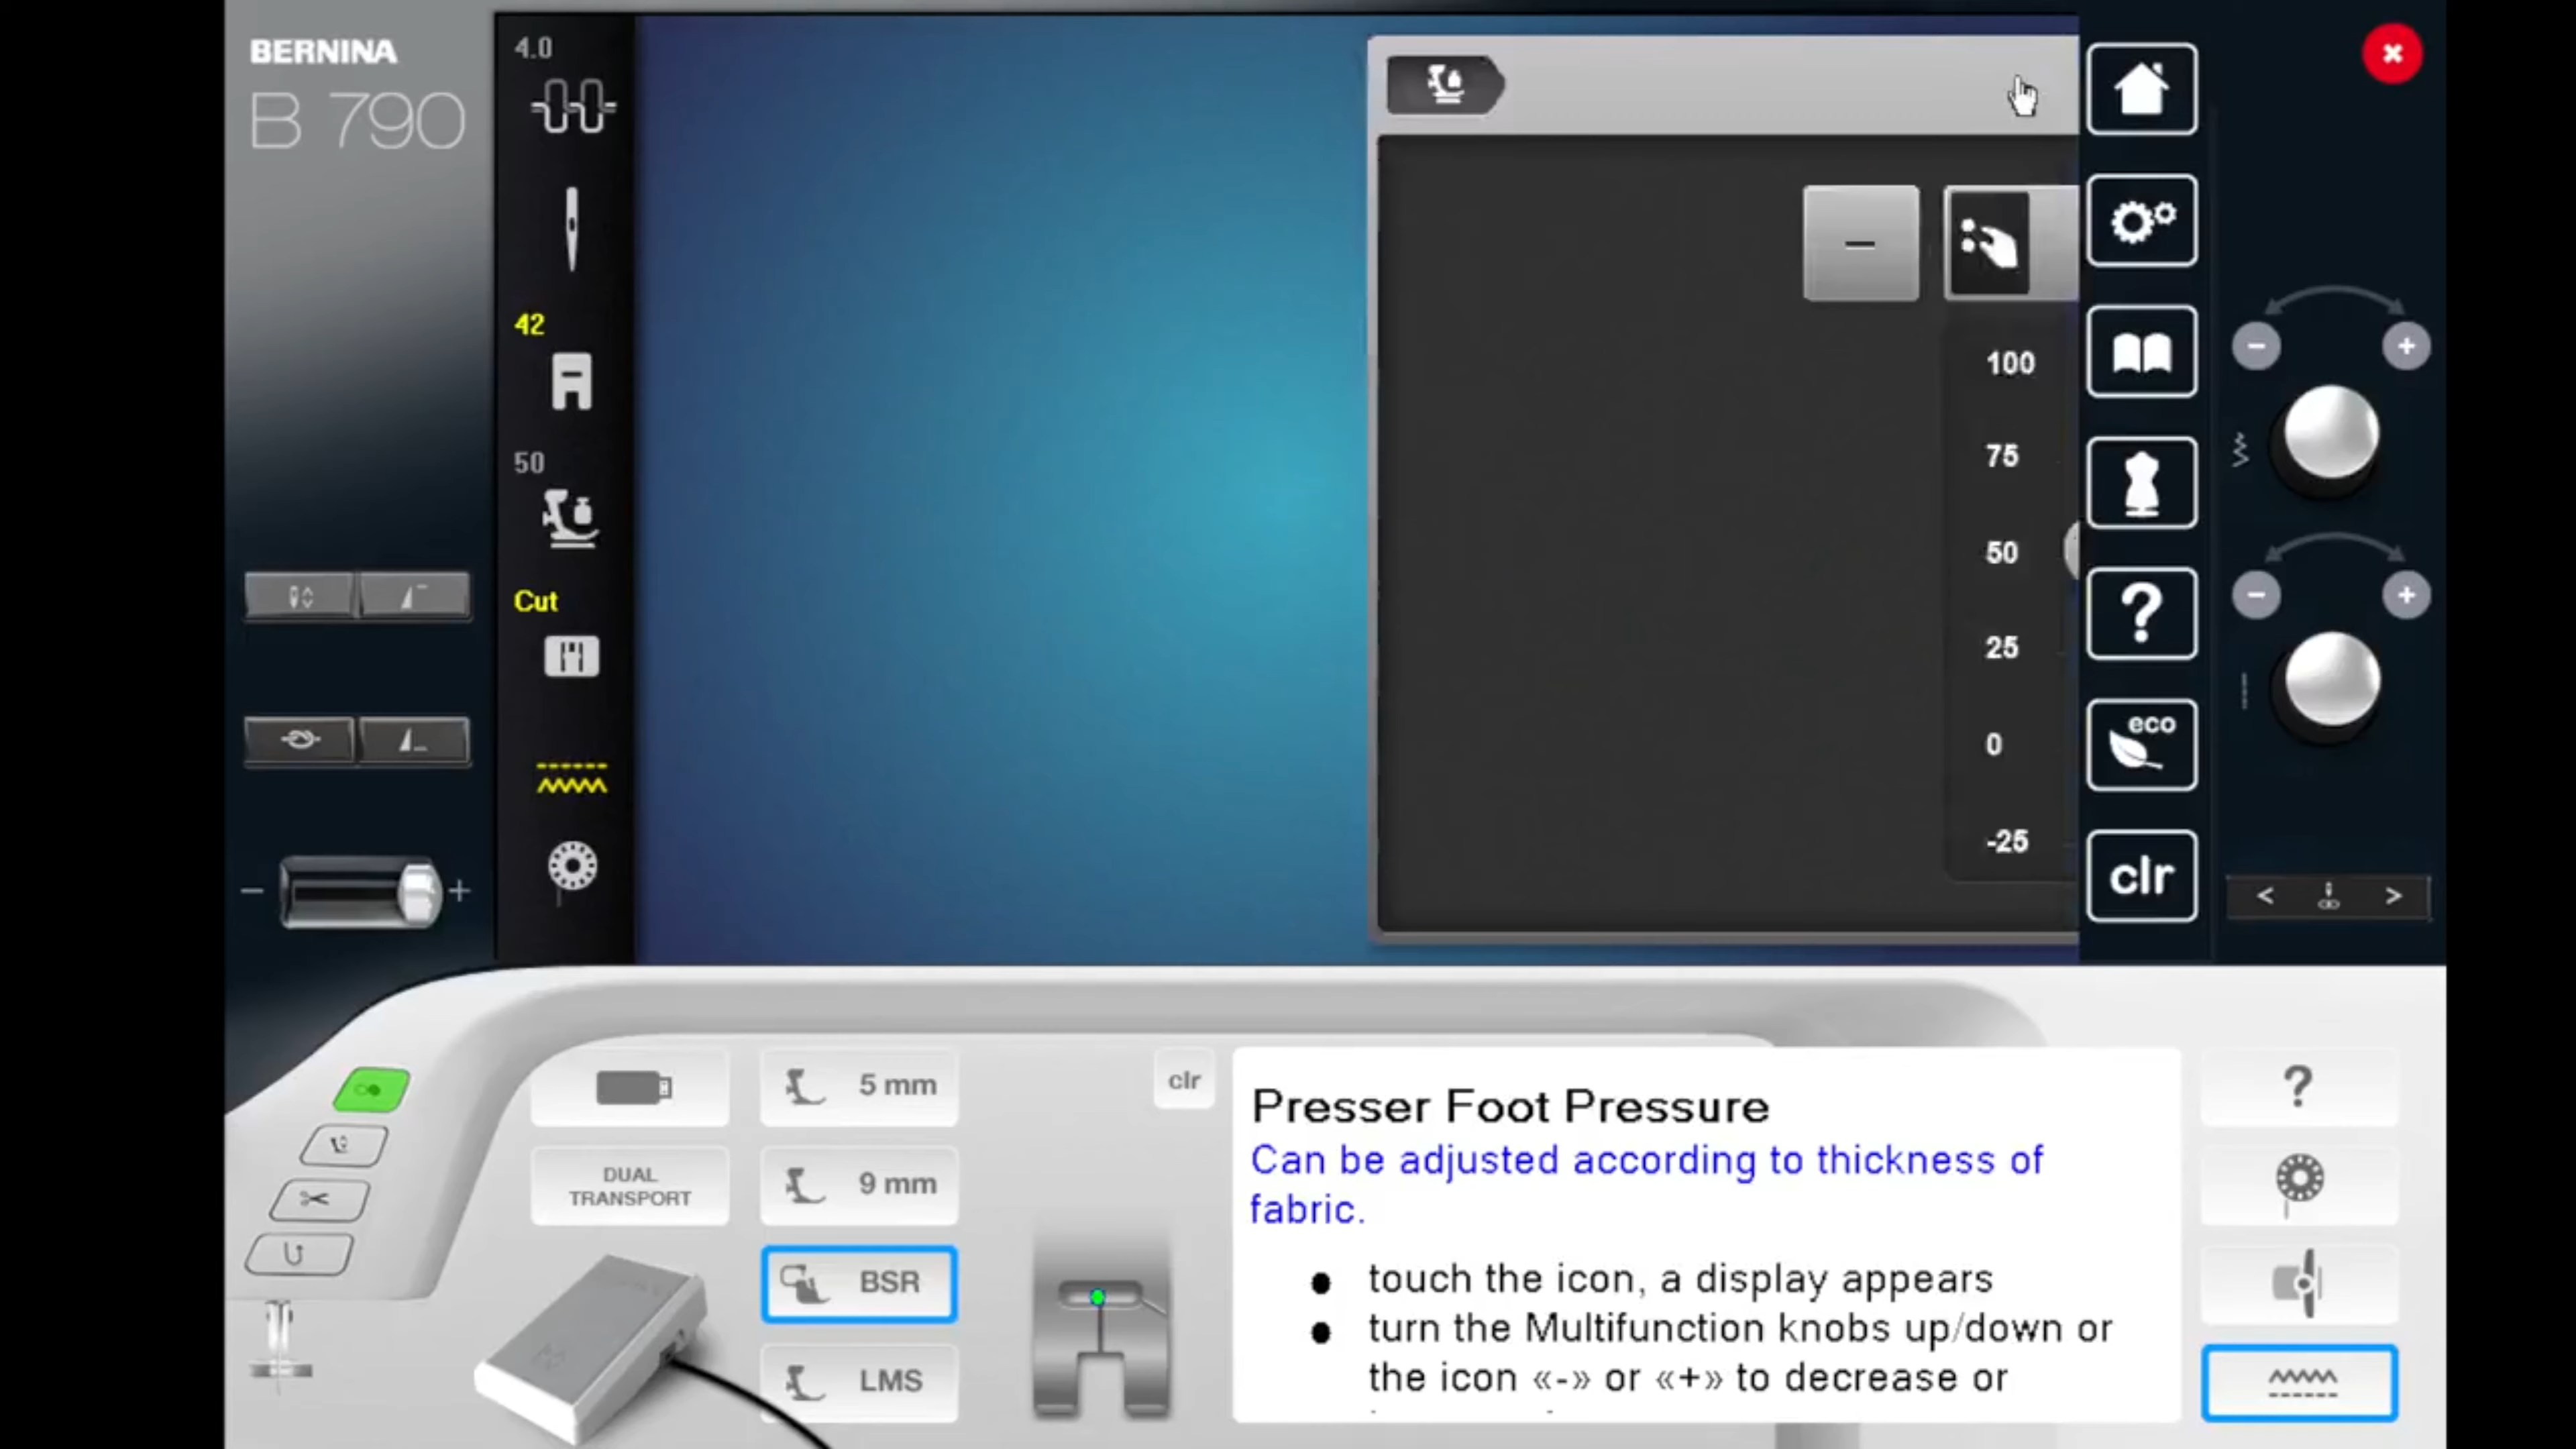 BERNINA
B 790
4.0
42
50
Cut
100
75
50
25
0
-25
eco
clr
5 mm
clr
DUAL
TRANSPORT
9 mm
BSR
LMS
Presser Foot Pressure
Can be adjusted according to thickness of
fabric.
● touch the icon, a display appears
● turn the Multifunction knobs up/down or
the icon «-» or «+» to decrease or